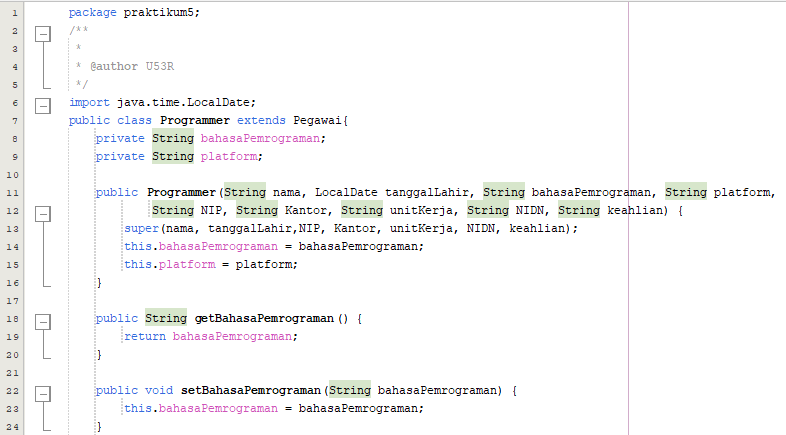 1 package praktikum5;
2 /**
3 *
4 * @author U53R
5 */
6 import java.time.LocalDate;
7 public class Programmer extends Pegawai{
8 private String bahasaPemrograman;
9 private String platform;
10
11 public Programmer(String nama, LocalDate tanggalLahir, String bahasaPemrograman, String platform,
12 String NIP, String Kantor, String unitKerja, String NIDN, String keahlian) {
13 super(nama, tanggalLahir,NIP, Kantor, unitKerja, NIDN, keahlian);
14 this.bahasaPemrograman = bahasaPemrograman;
15 this.platform = platform;
16 }
17
18 public String getBahasaPemrograman() {
19 return bahasaPemrograman;
20 }
21
22 public void setBahasaPemrograman(String bahasaPemrograman) {
23 this.bahasaPemrograman = bahasaPemrograman;
24 }